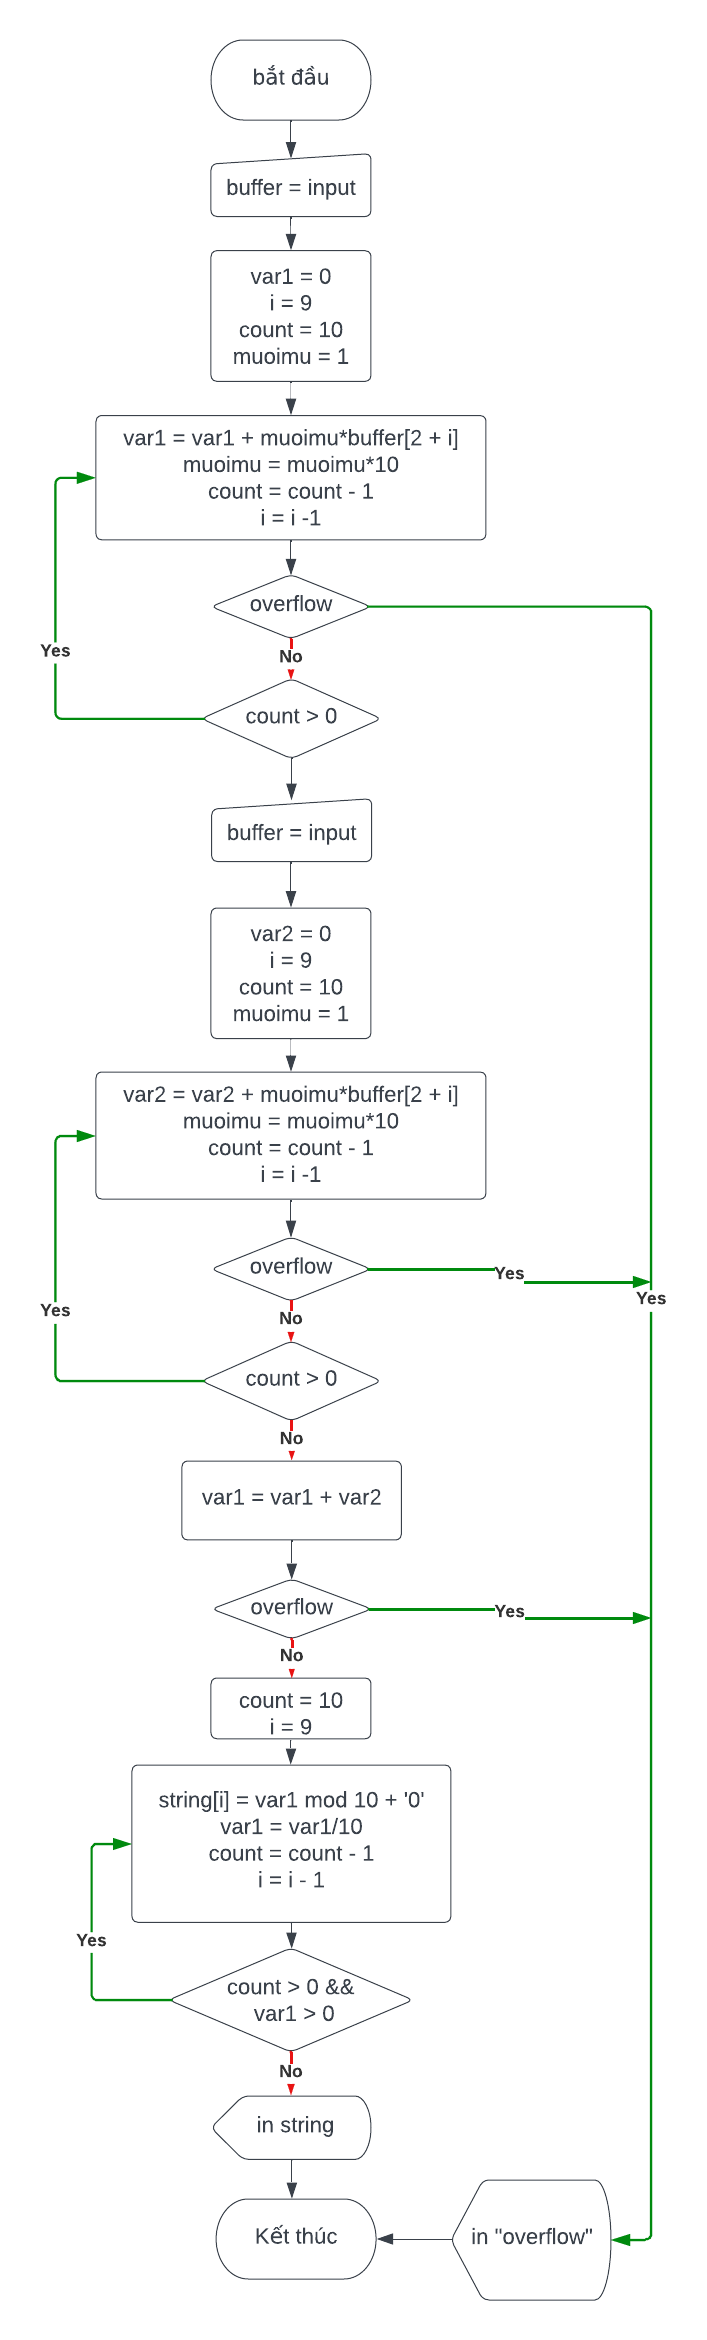 bắt đầu
buffer = input
var1 = 0
i = 9
count = 10
muoimu = 1
var1 = var1 + muoimu*buffer[2 + i]
muoimu = muoimu*10
count = count - 1
i = i -1
overflow
Yes
No
count > 0
buffer = input
var2 = 0
i = 9
count = 10
muoimu = 1
var2 = var2 + muoimu*buffer[2 + i]
muoimu = muoimu*10
count = count - 1
i = i -1
overflow
Yes
Yes
Yes
No
count > 0
No
var1 = var1 + var2
overflow
Yes
No
count = 10
i = 9
string[i] = var1 mod 10 + '0'
var1 = var1/10
count = count - 1
i = i - 1
Yes
count > 0 &&
var1 > 0
No
in string
Kết thúc
in "overflow"